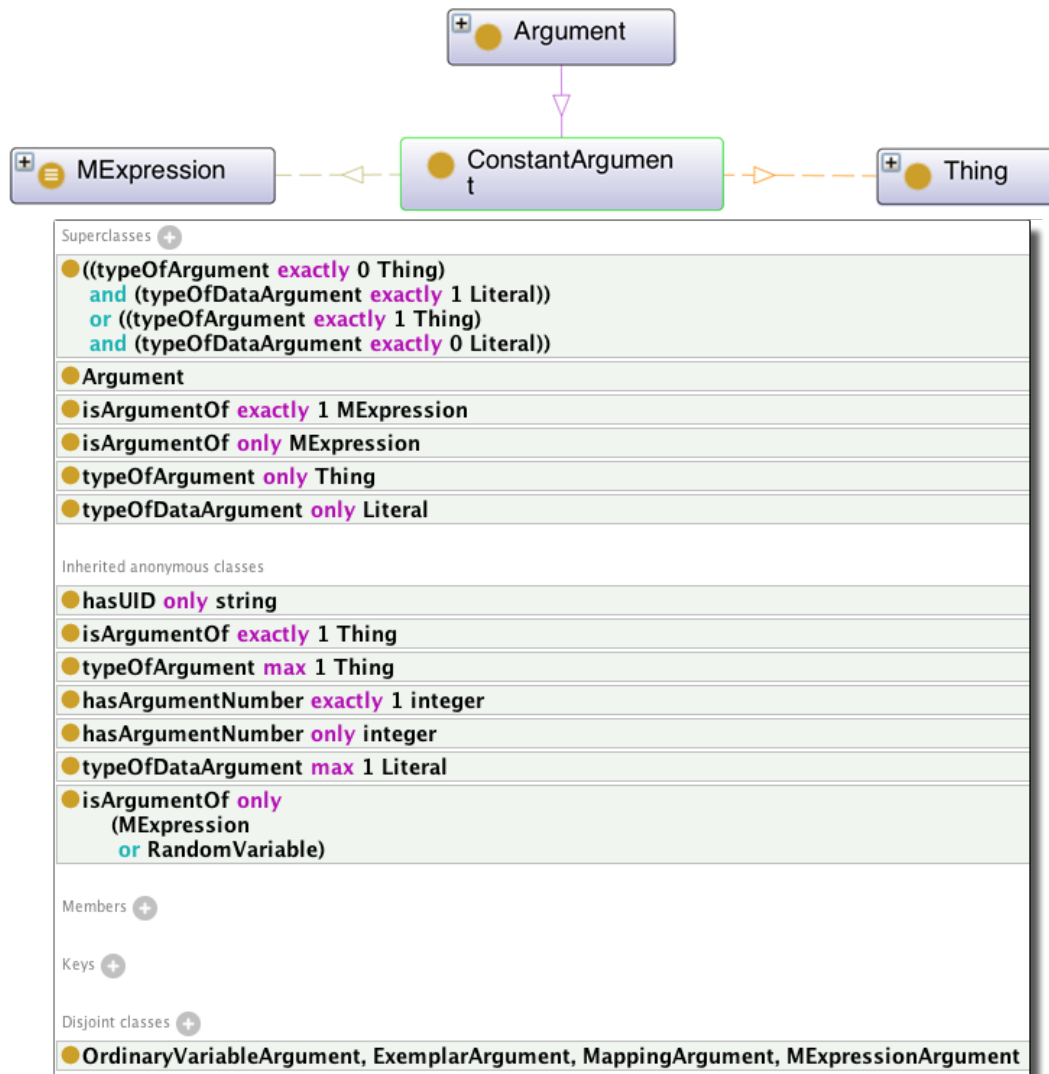 Argument
MExpression
ConstantArgumen
t
Thing
Superclasses
((typeOfArgument exactly 0 Thing)
and (typeOfDataArgument exactly 1 Literal))
or ((typeOfArgument exactly 1 Thing)
and (typeOfDataArgument exactly 0 Literal))
Argument
isArgumentOf exactly 1 MExpression
isArgumentOf only MExpression
typeOfArgument only Thing
typeOfDataArgument only Literal
Inherited anonymous classes
hasUID only string
isArgumentOf exactly 1 Thing
typeOfArgument max 1 Thing
hasArgumentNumber exactly 1 integer
hasArgumentNumber only integer
typeOfDataArgument max 1 Literal
isArgumentOf only
(MExpression
or RandomVariable)
Members
Keys
Disjoint classes
OrdinaryVariableArgument, ExemplarArgument, MappingArgument, MExpressionArgument